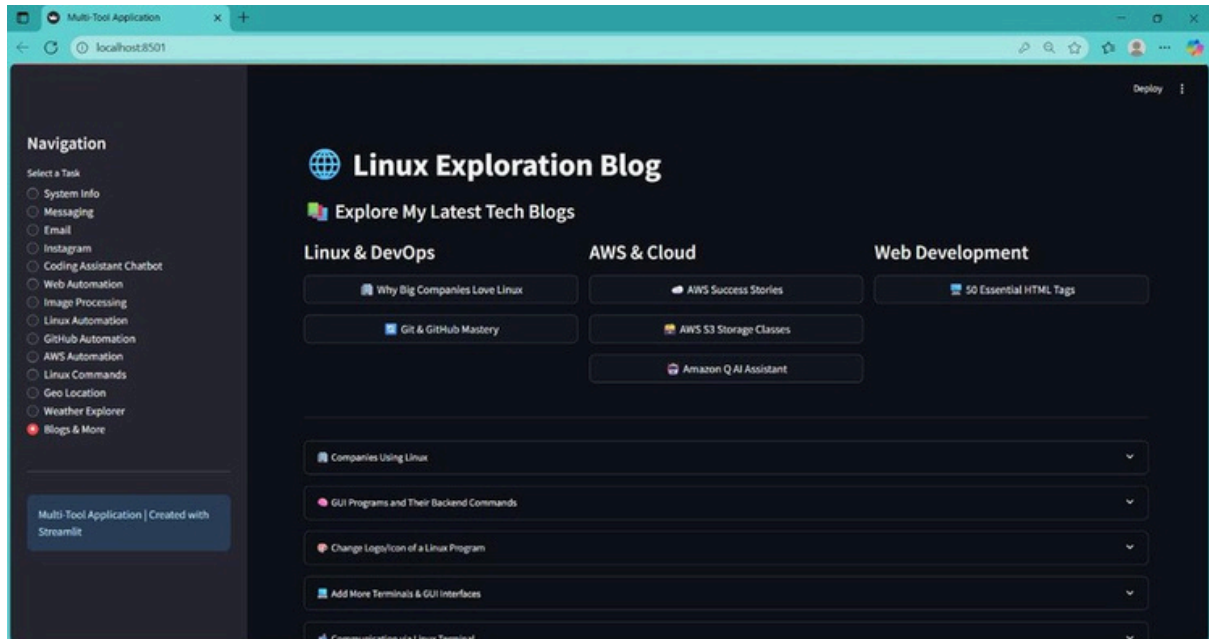 Multi-Tool Application
localhost:8501
Deploy
Navigation
Select a Task
System Info
Messaging
Email
Instagram
Coding Assistant Chatbot
Web Automation
Image Processing
Linux Automation
GitHub Automation
AWS Automation
Linux Commands
Geo Location
Weather Explorer
Blogs & More
Multi-Tool Application | Created with
Streamlit
Linux Exploration Blog
Explore My Latest Tech Blogs
Linux & DevOps
Why Big Companies Love Linux
Git & GitHub Mastery
AWS & Cloud
AWS Success Stories
AWS S3 Storage Classes
Amazon Q AI Assistant
Web Development
50 Essential HTML Tags
Companies Using Linux
GUI Programs and Their Backend Commands
Change Logo/Icon of a Linux Program
Add More Terminals & GUI Interfaces
Communication via Linux Terminal